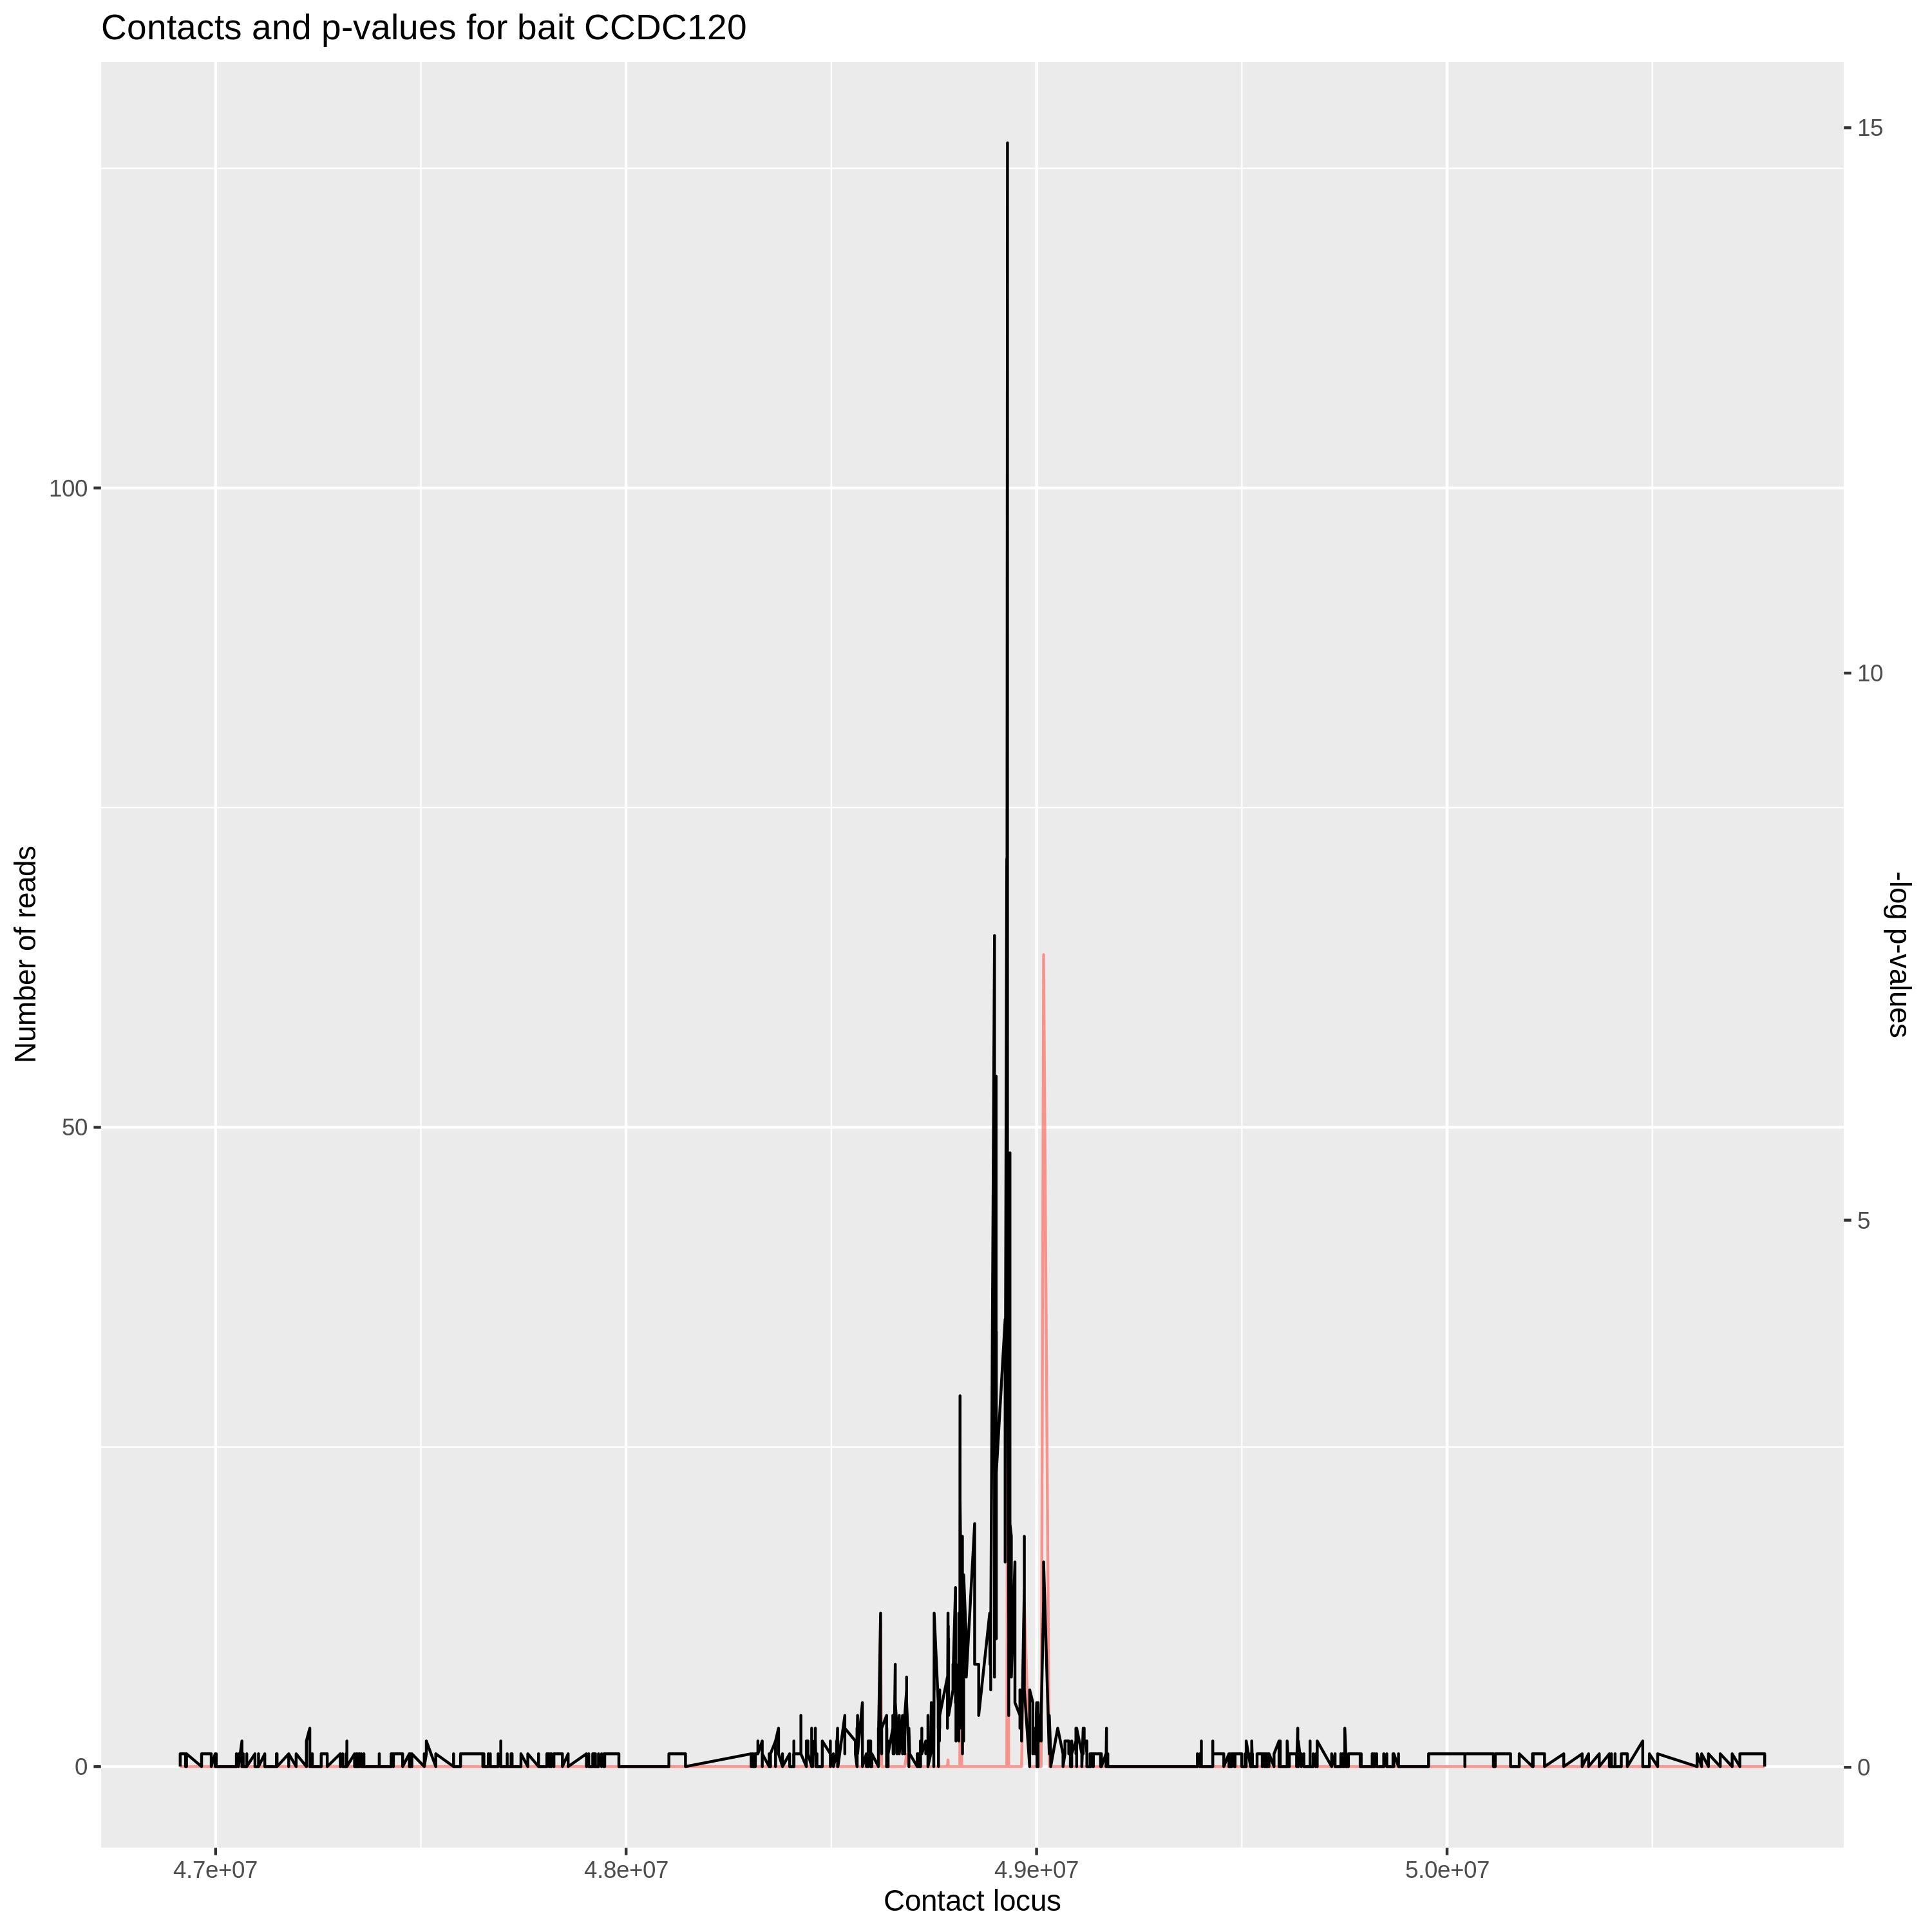 Contacts and p-values for bait CCDC120
15
100
10
Number of reads
-log p-values
50
5
0
0
4.7e+07
4.8e+07
4.9e+07
5.0e+07
Contact locus